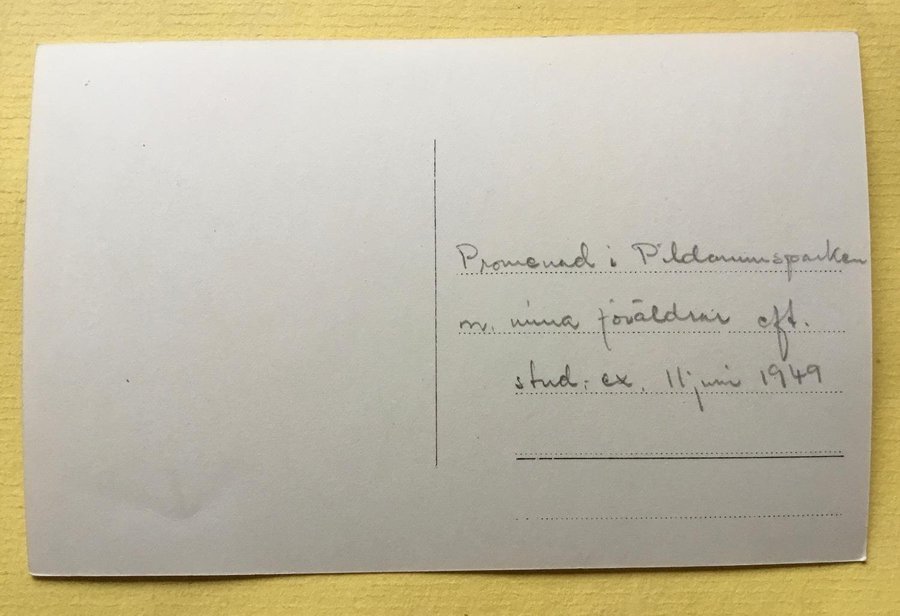 Promenad i Pildammsparken
m. mina föräldrar eft.
stud. ex. 11 juni 1949